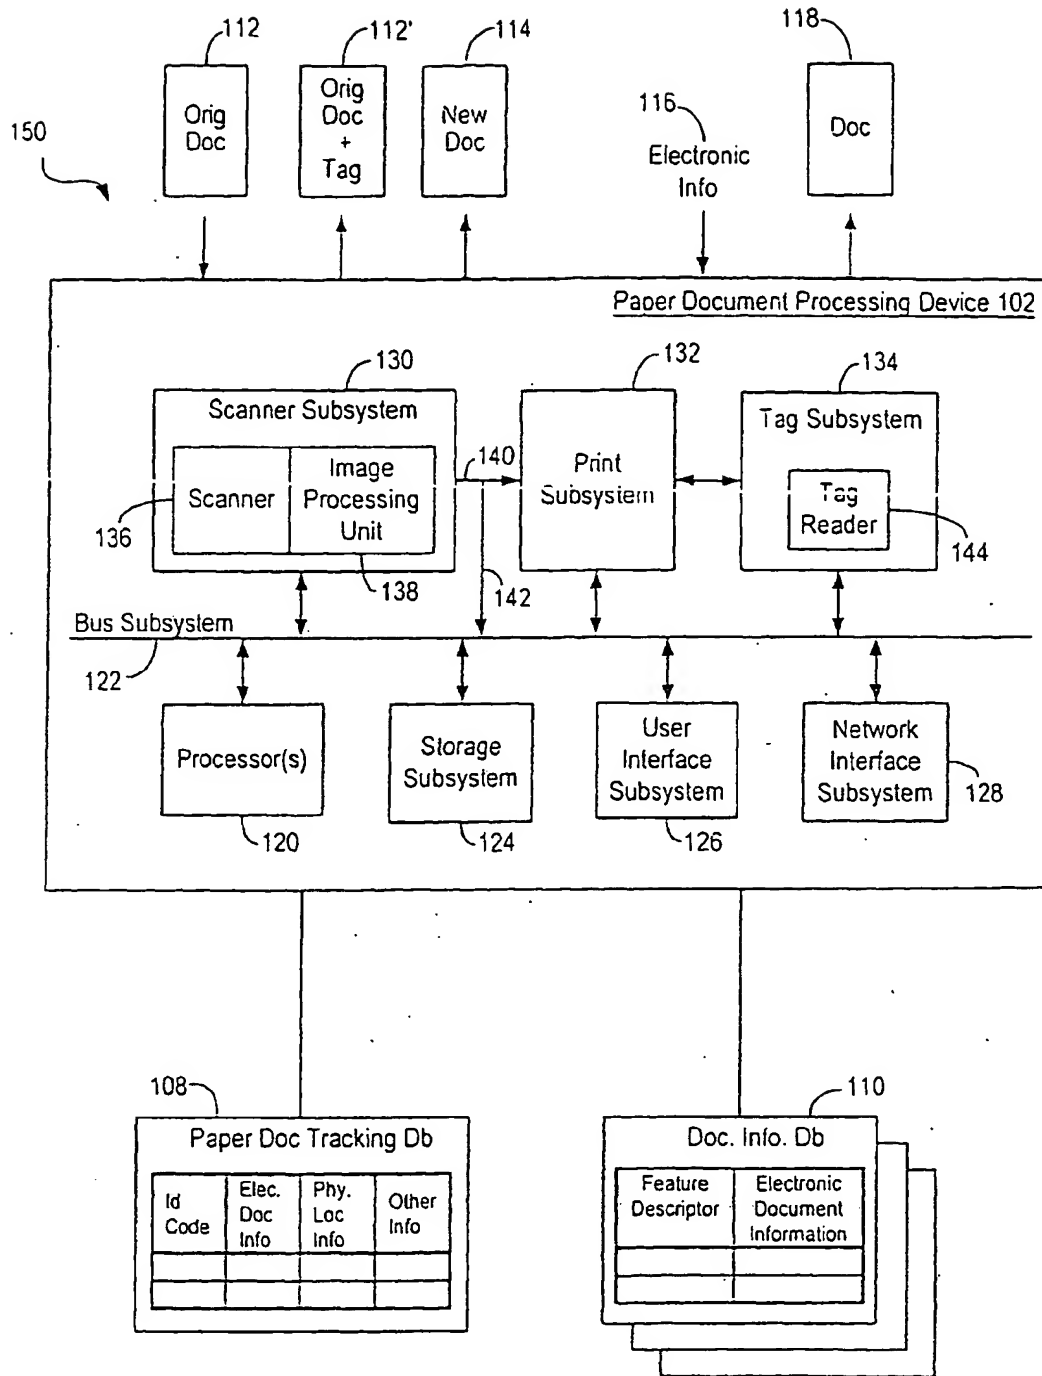 112
112'
114
118
150
Orig
Doc
Orig
Doc
+
Tag
New
Doc
116
Electronic
Info
Doc
Paper Document Processing Device 102
130
132
134
Scanner Subsystem
Scanner
Image
Processing
Unit
136
138
140
142
Print
Subsystem
Tag Subsystem
Tag
Reader
144
Bus Subsystem
122
Processor(s)
120
Storage
Subsystem
124
User
Interface
Subsystem
126
Network
Interface
Subsystem
128
108
Paper Doc Tracking Db
Id
Code
Elec.
Doc
Info
Phy.
Loc
Info
Other
Info
110
Doc. Info. Db
Feature
Descriptor
Electronic
Document
Information